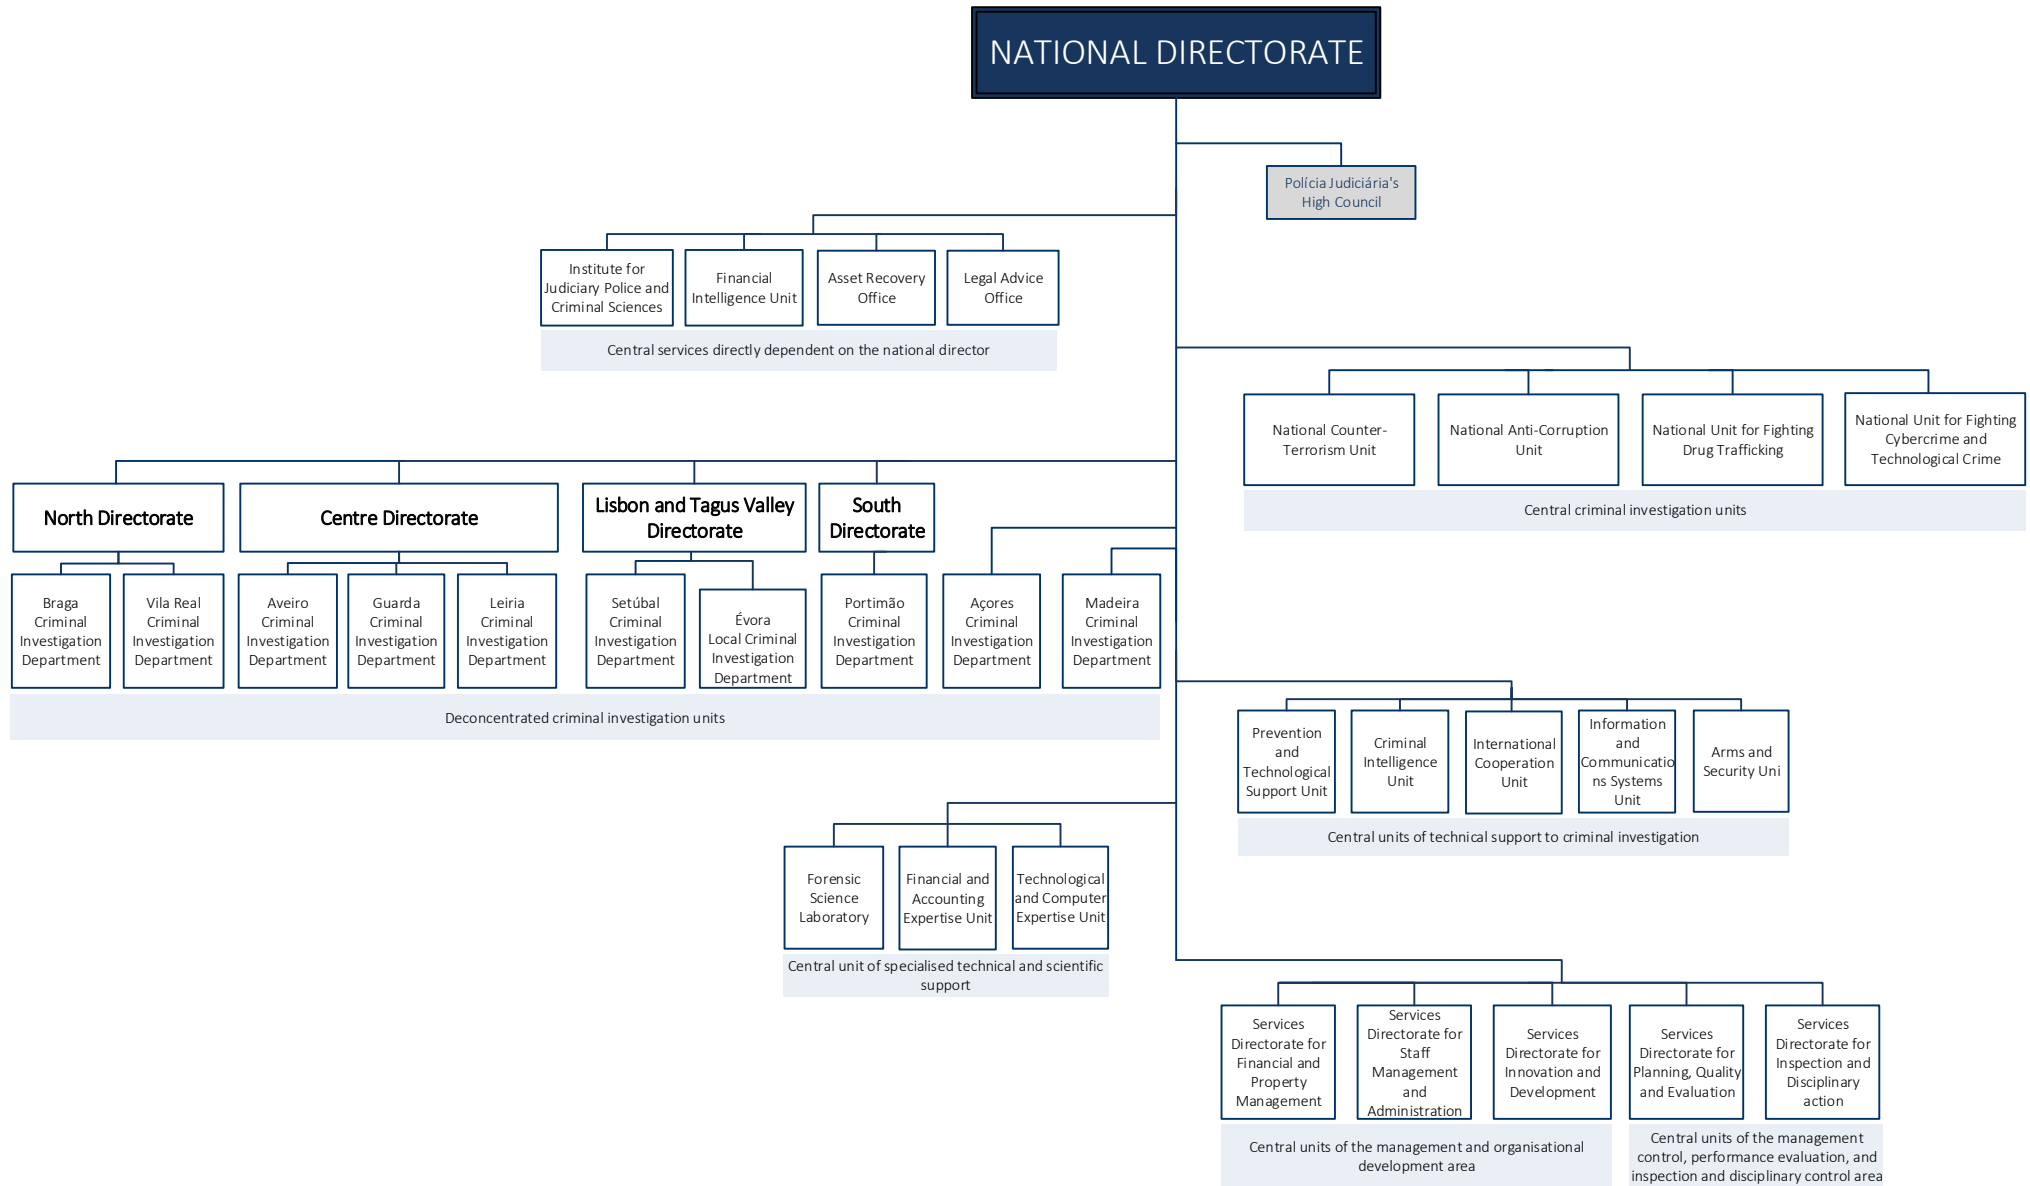 NATIONAL DIRECTORATE
Polícia Judiciária's
High Council
Institute for
Judiciary Police and
Criminal Sciences
Financial
Intelligence Unit
Asset Recovery
Office
Legal Advice
Office
Central services directly dependent on the national director
National Counter-
Terrorism Unit
National Anti-Corruption
Unit
National Unit for Fighting
Drug Trafficking
National Unit for Fighting
Cybercrime and
Technological Crime
Central criminal investigation units
North Directorate
Centre Directorate
Lisbon and Tagus Valley
Directorate
South
Directorate
Braga
Criminal
Investigation
Department
Vila Real
Criminal
Investigation
Department
Aveiro
Criminal
Investigation
Department
Guarda
Criminal
Investigation
Department
Leiria
Criminal
Investigation
Department
Setúbal
Criminal
Investigation
Department
Évora
Local Criminal
Investigation
Department
Portimão
Criminal
Investigation
Department
Açores
Criminal
Investigation
Department
Madeira
Criminal
Investigation
Department
Deconcentrated criminal investigation units
Prevention
and
Technological
Support Unit
Criminal
Intelligence
Unit
International
Cooperation
Unit
Information
and
Communicatio
ns Systems
Unit
Arms and
Security Uni
Central units of technical support to criminal investigation
Forensic
Science
Laboratory
Financial and
Accounting
Expertise Unit
Technological
and Computer
Expertise Unit
Central unit of specialised technical and scientific
support
Services
Directorate for
Financial and
Property
Management
Services
Directorate for
Staff
Management
and
Administration
Services
Directorate for
Innovation and
Development
Services
Directorate for
Planning, Quality
and Evaluation
Services
Directorate for
Inspection and
Disciplinary
action
Central units of the management and organisational
development area
Central units of the management
control, performance evaluation, and
inspection and disciplinary control area